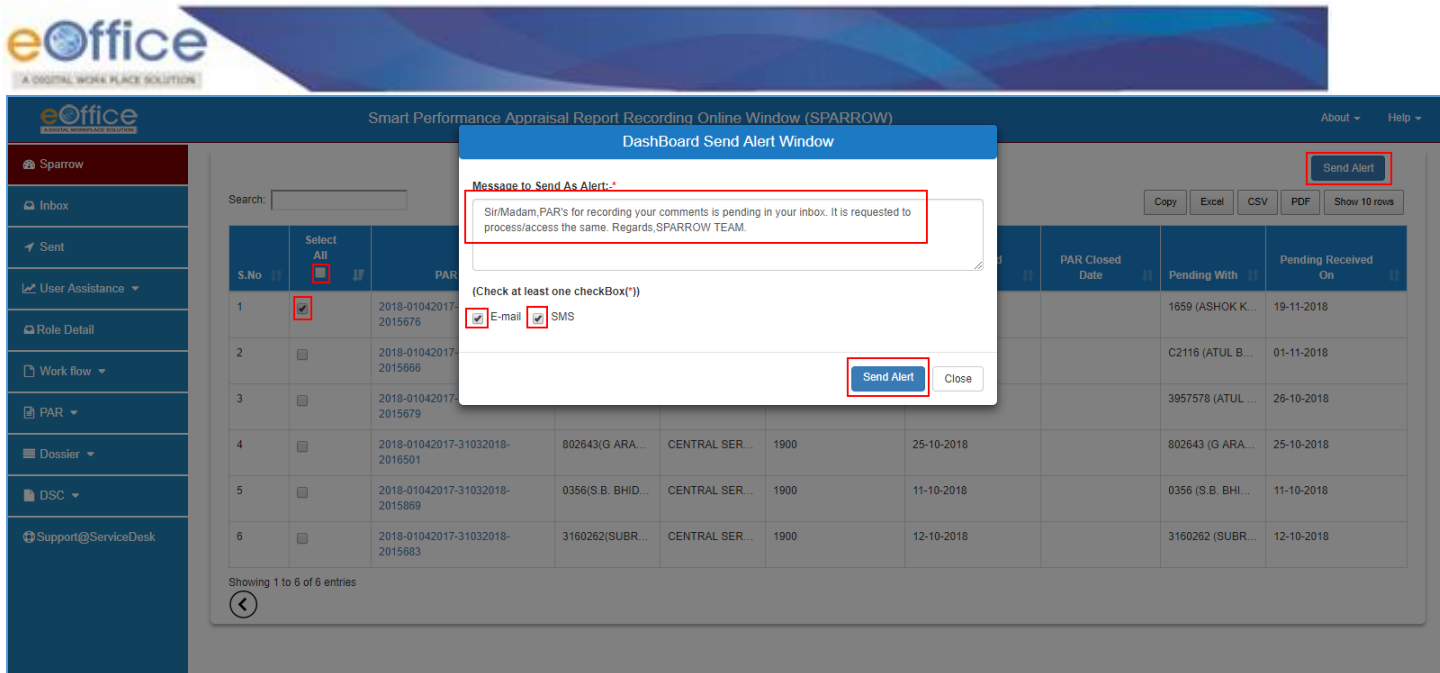 eOffice
A DIGITAL WORK PLACE SOLUTION
eOffice
A DIGITAL WORKPLACE SOLUTION
Smart Performance Appraisal Report Recording Online Window (SPARROW)
About
Help
DashBoard Send Alert Window
Sparrow
Inbox
Sent
User Assistance
Role Detail
Work flow
PAR
Dossier
DSC
Support@ServiceDesk
Message to Send As Alert:-*
Sir/Madam,PAR's for recording your comments is pending in your inbox. It is requested to
process/access the same. Regards,SPARROW TEAM.
(Check at least one checkBox(*))
E-mail SMS
Send Alert Close
Send Alert
Search:
Copy Excel CSV PDF Show 10 rows
S.No Select All PAR PAR Closed Date Pending With Pending Received On
1 2018-01042017- 1659 (ASHOK K... 19-11-2018
2015676
2 2018-01042017- C2116 (ATUL B... 01-11-2018
2015666
3 2018-01042017- 3957578 (ATUL ... 26-10-2018
2015679
4 2018-01042017-31032018- 802643(G ARA... CENTRAL SER... 1900 25-10-2018 802643 (G ARA... 25-10-2018
2016501
5 2018-01042017-31032018- 0356(S.B. BHID... CENTRAL SER... 1900 11-10-2018 0356 (S.B. BHI... 11-10-2018
2015869
6 2018-01042017-31032018- 3160262(SUBR... CENTRAL SER... 1900 12-10-2018 3160262 (SUBR... 12-10-2018
2015683
Showing 1 to 6 of 6 entries